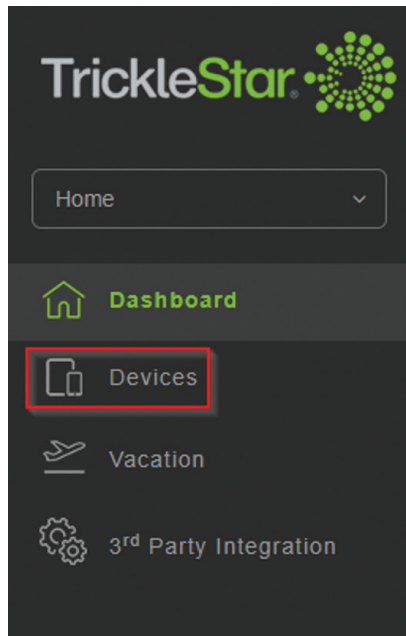 TrickleStar®
Home
Dashboard
Devices
Vacation
3rd Party Integration